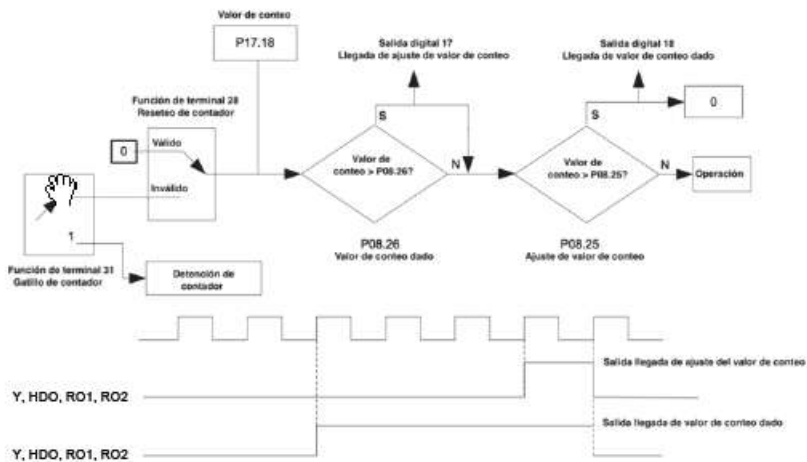 Valor de conteo
P17.18
Salida digital 17
Llegada de ajuste de valor de conteo
Salida digital 18
Llegada de valor de conteo dado
Función de terminal 28
Reseteo de contador
0
Válido
Inválido
S
S
0
Valor de
conteo > P08.26?
N
Valor de
conteo > P08.25?
N
Operación
1
P08.26
Valor de conteo dado
P08.25
Ajuste de valor de conteo
Función de terminal 31
Gatillo de contador
Detención de
contador
Salida llegada de ajuste del valor de conteo
Y, HDO, RO1, RO2
Salida llegada de valor de conteo dado
Y, HDO, RO1, RO2